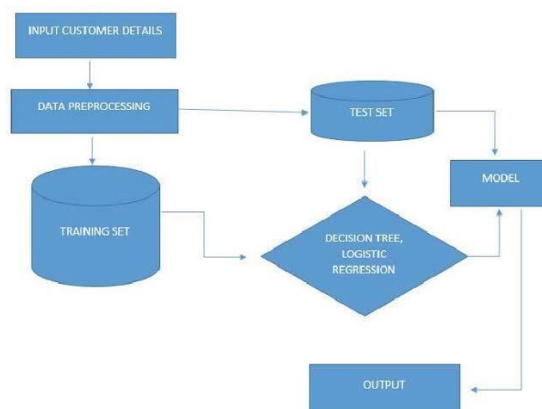 INPUT CUSTOMER DETAILS
DATA PREPROCESSING
TEST SET
MODEL
TRAINING SET
DECISION TREE,
LOGISTIC
REGRESSION
OUTPUT